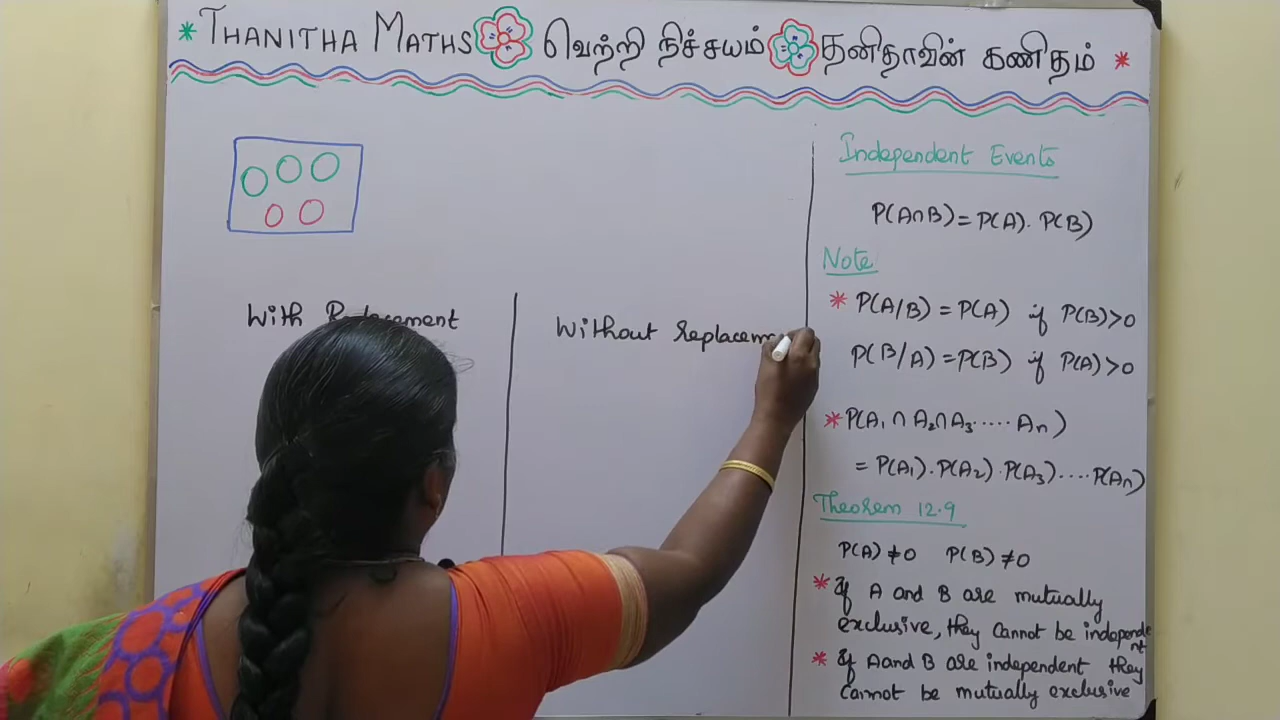 * THANITHA MATHS வெற்றி நிச்சயம் தனிதாவின் கணிதம் *
With Replacement
Without replacem
Independent Events
P(A∩B) = P(A). P(B)
Note
* P(A/B) = P(A) if P(B)>0
P(B/A) = P(B) if P(A)>0
* P(A₁ ∩ A₂∩ A₃ ..... An)
= P(A₁). P(A₂). P(A₃).... P(An)
Theorem 12.9
P(A) ≠0 P(B) ≠0
* If A and B are mutually
exclusive, they cannot be independent
* If A and B are independent they
cannot be mutually exclusive